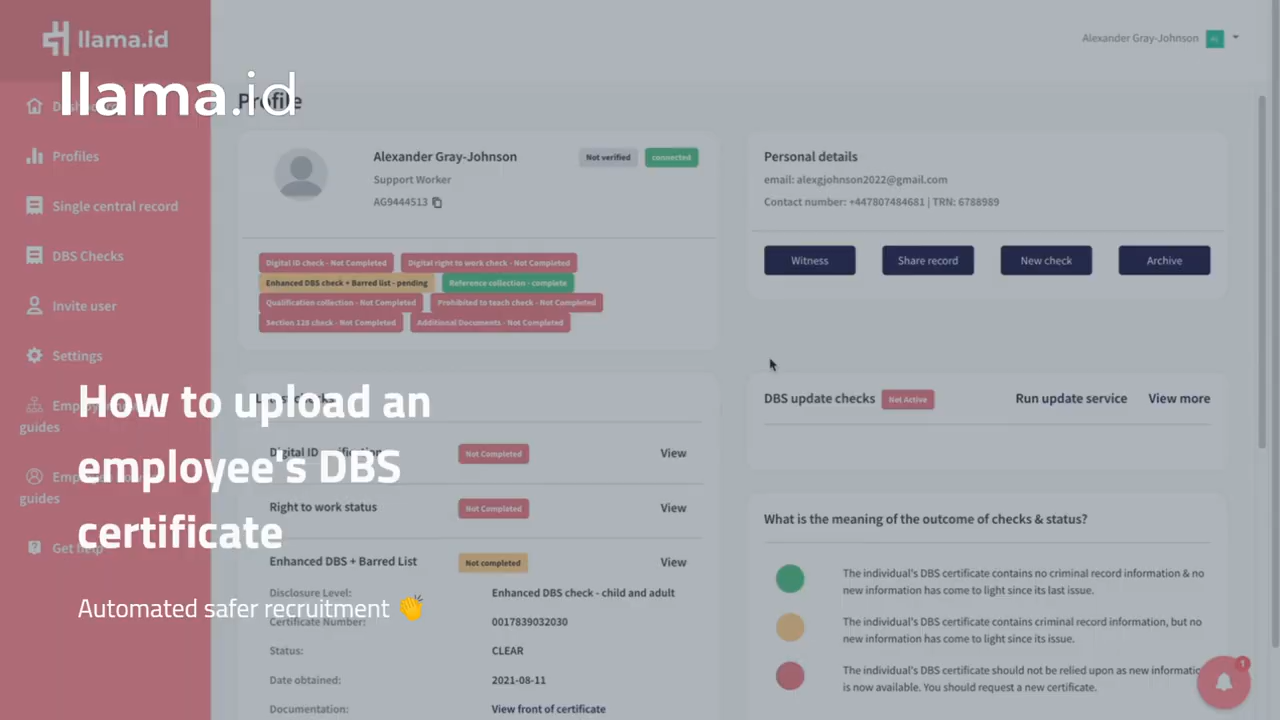 llama.id
llama.id
Alexander Gray-Johnson
Profile
Profiles
Single central record
DBS Checks
Invite user
Settings
guides
guides
Get help
How to upload an
employee's DBS
certificate
Automated safer recruitment 👏
Alexander Gray-Johnson
Not verified
connected
Support Worker
AG9444513
Digital ID check - Not Completed
Digital right to work check - Not Completed
Enhanced DBS check + Barred list - pending
Reference collection - complete
Qualification collection - Not Completed
Prohibited to teach check - Not Completed
Section 128 check - Not Completed
Additional Documents - Not Completed
Personal details
email: alexgjohnson2022@gmail.com
Contact number: +447807484681 | TRN: 6788989
Witness
Share record
New check
Archive
Digital ID verification
Not Completed
View
Right to work status
Not Completed
View
Enhanced DBS + Barred List
Not completed
View
Disclosure Level:
Enhanced DBS check - child and adult
Certificate Number:
0017839032030
Status:
CLEAR
Date obtained:
2021-08-11
Documentation:
View front of certificate
DBS update checks
Not Active
Run update service
View more
What is the meaning of the outcome of checks & status?
The individual's DBS certificate contains no criminal record information & no
new information has come to light since its last issue.
The individual's DBS certificate contains criminal record information, but no
new information has come to light since its issue.
The individual's DBS certificate should not be relied upon as new informatio
is now available. You should request a new certificate.
1